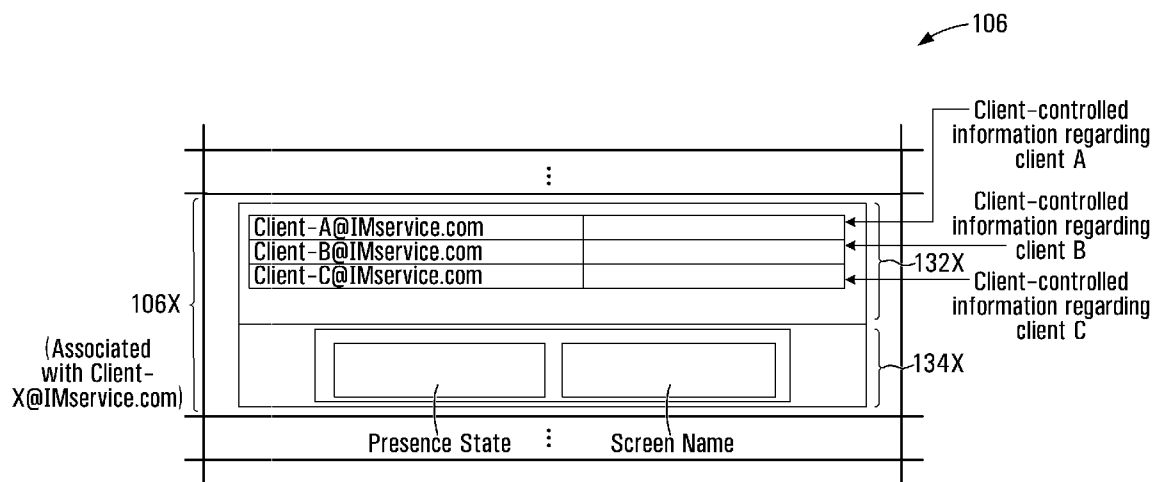 106
Client-controlled
information regarding
client A
⋮
Client-A@IMservice.com
Client-B@IMservice.com
Client-C@IMservice.com
Client-controlled
information regarding
client B
132X
Client-controlled
information regarding
client C
106X
(Associated
with Client-
X@IMservice.com)
134X
Presence State
⋮
Screen Name